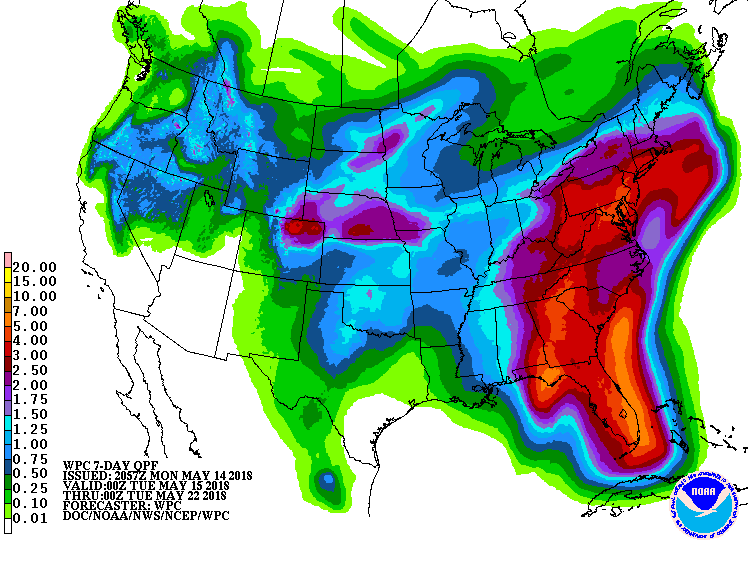 20.00
15.00
10.00
7.00
5.00
4.00
3.00
2.50
2.00
1.75
1.50
1.25
1.00
0.75
0.50
0.25
0.10
0.01
WPC 7-DAY QPF
ISSUED: 2057Z MON MAY 14 2018
VALID:00Z TUE MAY 15 2018
THRU:00Z TUE MAY 22 2018
FORECASTER: WPC
DOC/NOAA/NWS/NCEP/WPC
NOAA